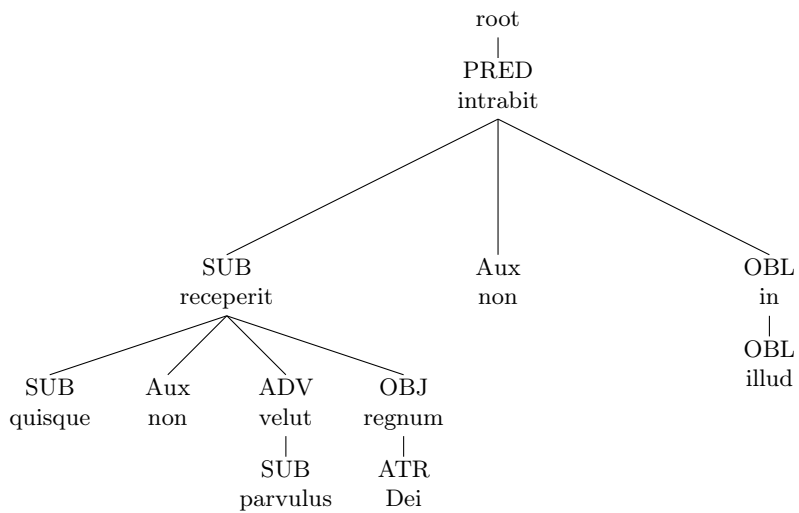 root
PRED
intrabit
SUB Aux OBL
receperit non in
OBL
illud
SUB Aux ADV OBJ
quisque non velut regnum
SUB ATR
parvulus Dei